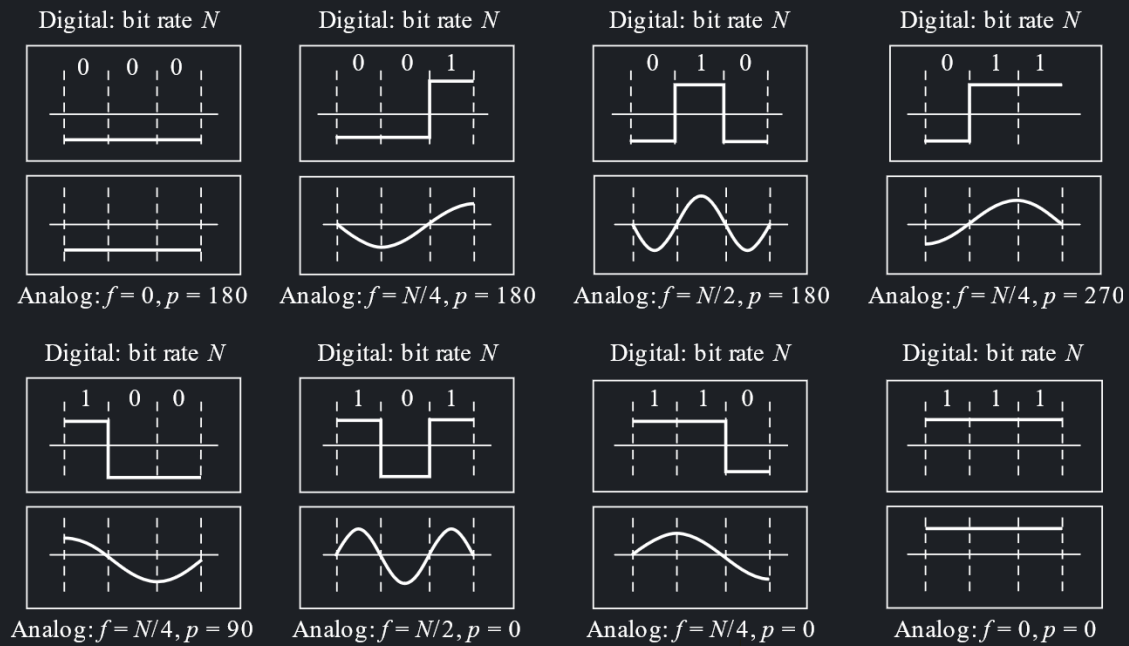 Digital: bit rate N Digital: bit rate N Digital: bit rate N Digital: bit rate N
0 0 0 0 0 1 0 1 0 0 1 1
Analog: f = 0, p = 180 Analog: f = N/4, p = 180 Analog: f = N/2, p = 180 Analog: f = N/4, p = 270
Digital: bit rate N Digital: bit rate N Digital: bit rate N Digital: bit rate N
1 0 0 1 0 1 1 1 0 1 1 1
Analog: f = N/4, p = 90 Analog: f = N/2, p = 0 Analog: f = N/4, p = 0 Analog: f = 0, p = 0